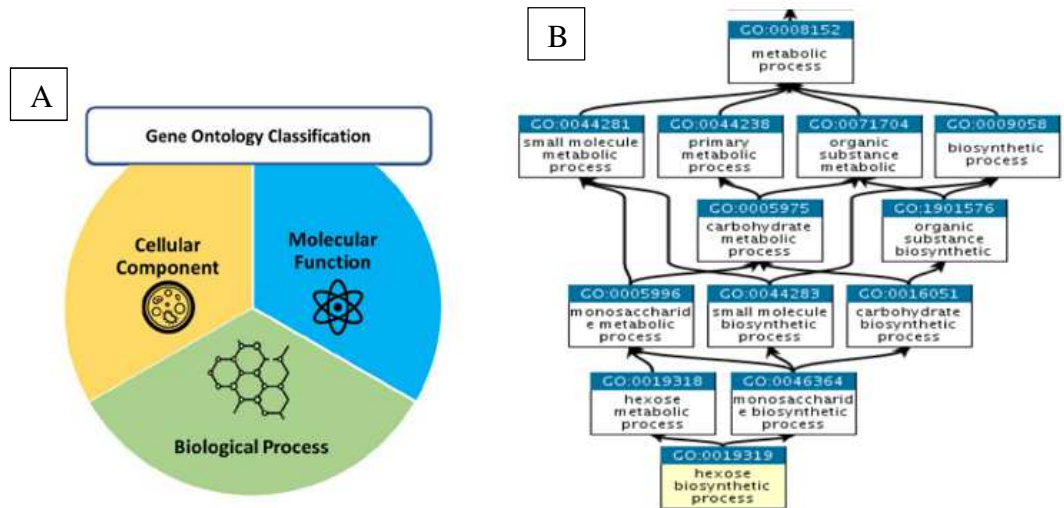 A
Gene Ontology Classification
Cellular
Component
Molecular
Function
Biological Process
B
GO:0008152
metabolic
process
GO:0044281
small molecule
metabolic
process
GO:0044238
primary
metabolic
process
GO:0071704
organic
substance
metabolic
GO:0009058
biosynthetic
process
GO:0005975
carbohydrate
metabolic
process
GO:1901576
organic
substance
biosynthetic
GO:0005996
monosaccharid
e metabolic
process
GO:0044283
small molecule
biosynthetic
process
GO:0016051
carbohydrate
biosynthetic
process
GO:0019318
hexose
metabolic
process
GO:0046364
monosaccharid
e biosynthetic
process
GO:0019319
hexose
biosynthetic
process